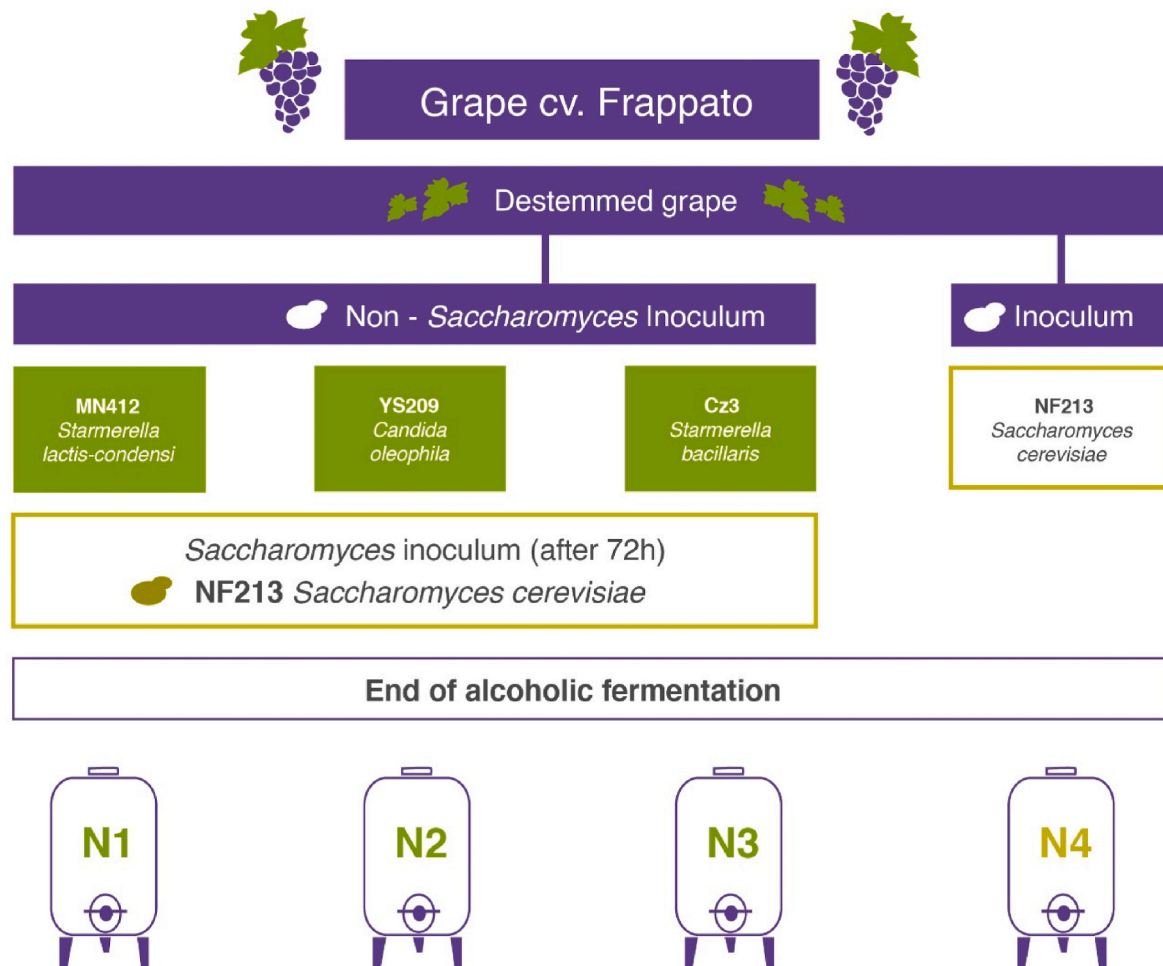 Grape cv. Frappato
Destemmed grape
Non - Saccharomyces Inoculum
Inoculum
MN412
Starmerella
lactis-condensi
YS209
Candida
oleophila
Cz3
Starmerella
bacillaris
NF213
Saccharomyces
cerevisiae
Saccharomyces inoculum (after 72h)
NF213 Saccharomyces cerevisiae
End of alcoholic fermentation
N1
N2
N3
N4